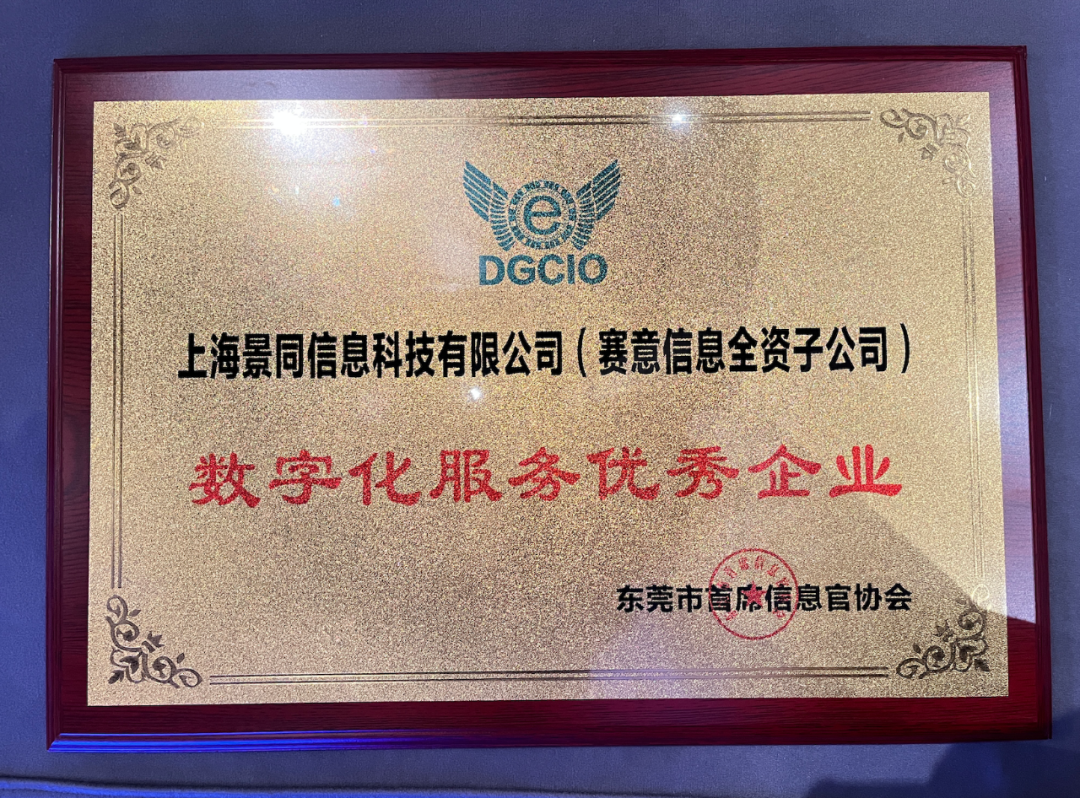 e
DGCIO
上海景同信息科技有限公司（赛意信息全资子公司）
数字化服务优秀企业
东莞市首席信息官协会